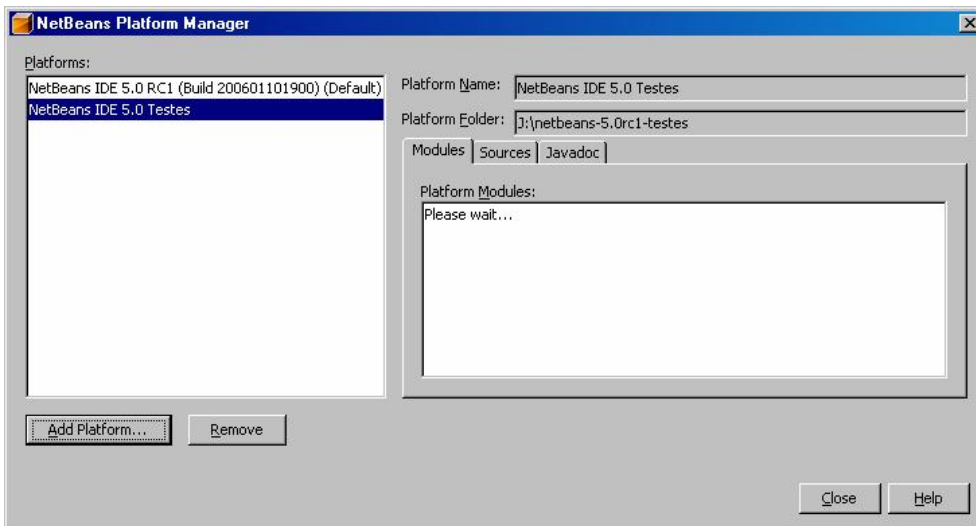 NetBeans Platform Manager
Platforms:
NetBeans IDE 5.0 RC1 (Build 200601101900) (Default)
NetBeans IDE 5.0 Testes
Platform Name: NetBeans IDE 5.0 Testes
Platform Folder: J:\netbeans-5.0rc1-testes
Modules Sources Javadoc
Platform Modules:
Please wait...
Add Platform... Remove
Close Help